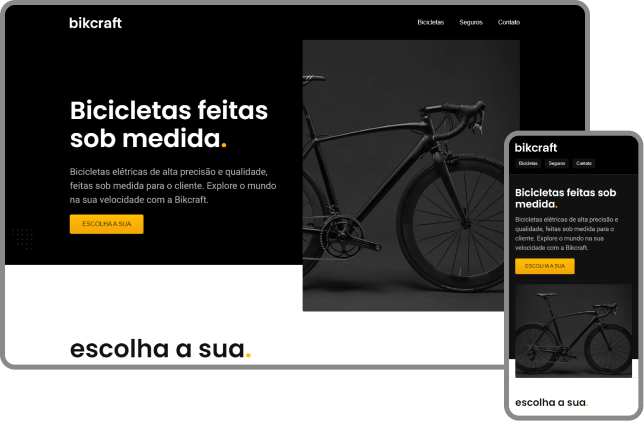 bikcraft
Bicicletas Seguros Contato
Bicicletas feitas
sob medida.
Bicicletas elétricas de alta precisão e qualidade,
feitas sob medida para o cliente. Explore o mundo
na sua velocidade com a Bikcraft.
ESCOLHA A SUA
escolha a sua.
bikcraft
Bicicletas Seguros Contato
Bicicletas feitas sob
medida.
Bicicletas elétricas de alta precisão e
qualidade, feitas sob medida para o
cliente. Explore o mundo na sua
velocidade com a Bikcraft.
ESCOLHA A SUA
escolha a sua.